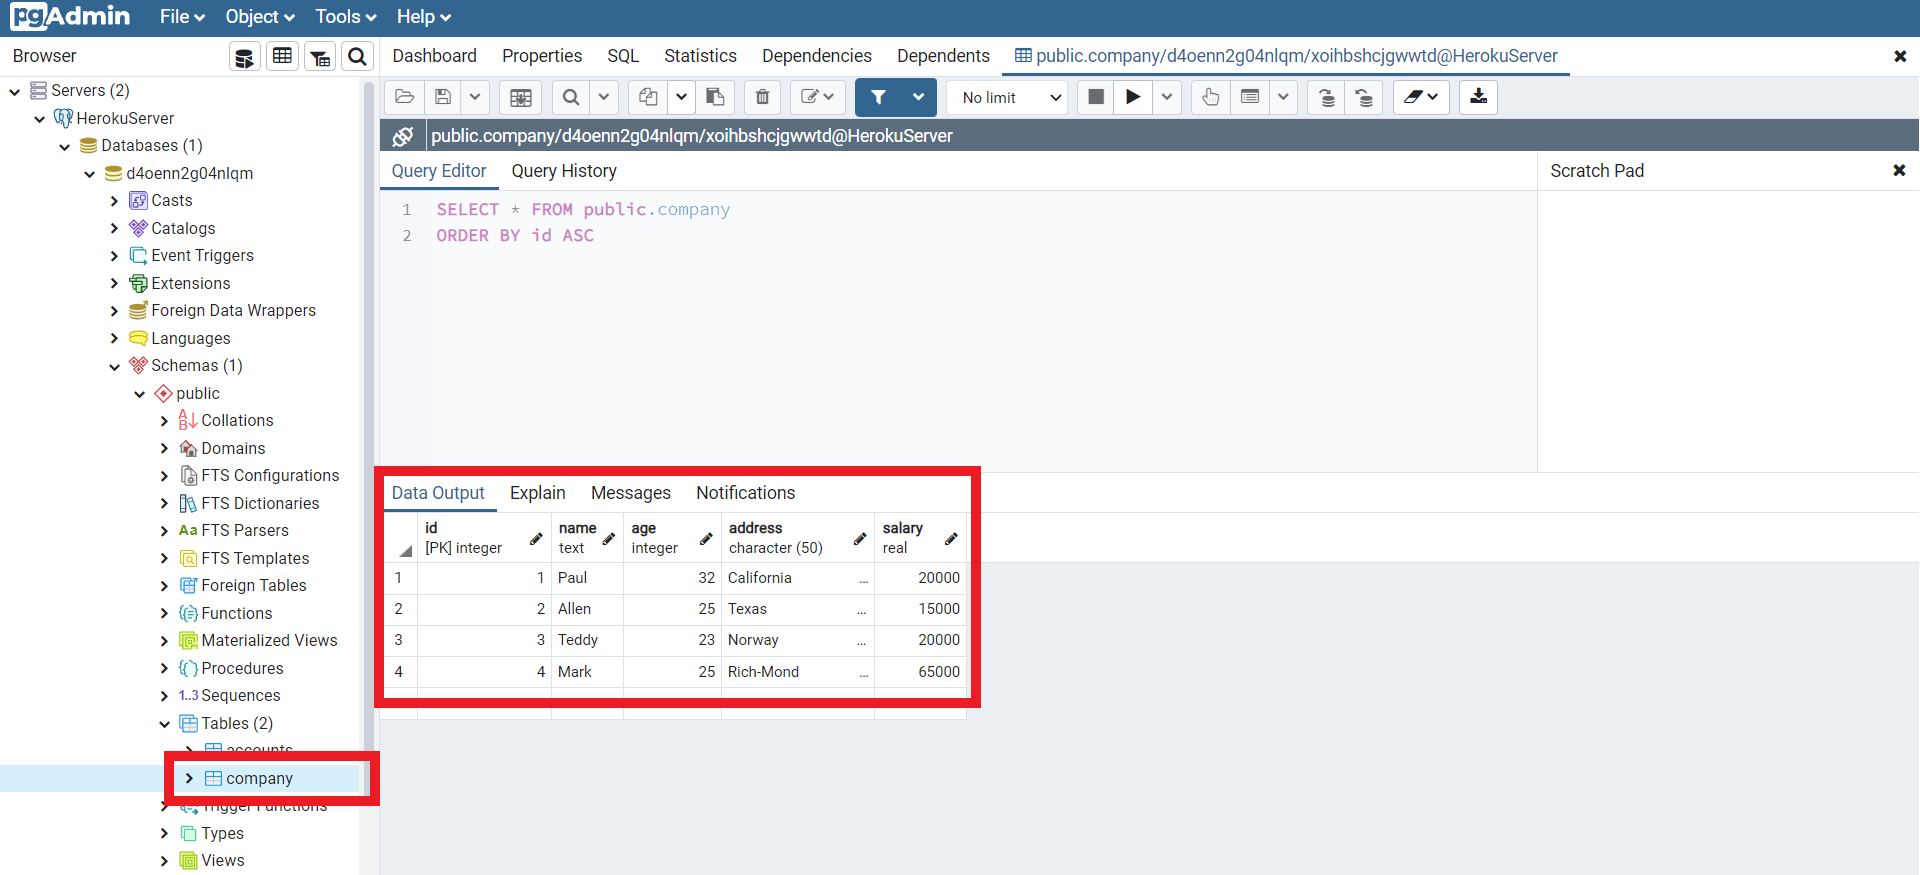 pgAdmin File Object Tools Help
Browser
Dashboard Properties SQL Statistics Dependencies Dependents public.company/d4oenn2g04nlqm/xoihbshcjgwwtd@HerokuServer
Servers (2)
HerokuServer
Databases (1)
d4oenn2g04nlqm
Casts
Catalogs
Event Triggers
Extensions
Foreign Data Wrappers
Languages
Schemas (1)
public
Collations
Domains
FTS Configurations
FTS Dictionaries
Aa FTS Parsers
FTS Templates
Foreign Tables
Functions
Materialized Views
Procedures
1..3 Sequences
Tables (2)
accounts
company
Trigger Functions
Types
Views
No limit
public.company/d4oenn2g04nlqm/xoihbshcjgwwtd@HerokuServer
Query Editor Query History
Scratch Pad
1 SELECT * FROM public.company
2 ORDER BY id ASC
Data Output Explain Messages Notifications
id name age address salary
[PK] integer text integer character (50) real
1 1 Paul 32 California ... 20000
2 2 Allen 25 Texas ... 15000
3 3 Teddy 23 Norway ... 20000
4 4 Mark 25 Rich-Mond ... 65000